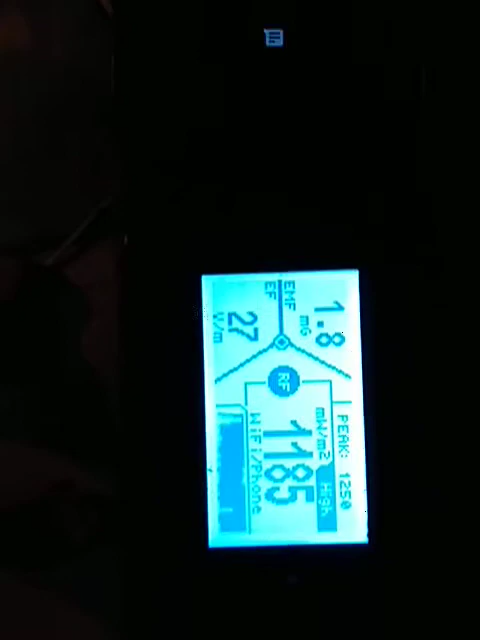 1.8
mG
EMF
EF
27
V/m
PEAK: 1250
High
mW/m2
1185
RF
WiFi/Phone